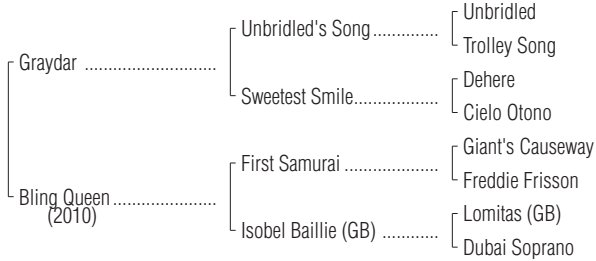 Unbridled
Unbridled's Song..............
Trolley Song
Graydar ............................
Dehere
Sweetest Smile..................
Cielo Otono
Giant's Causeway
First Samurai ....................
Freddie Frisson
Bling Queen......................
(2010)
Lomitas (GB)
Isobel Baillie (GB) ............
Dubai Soprano